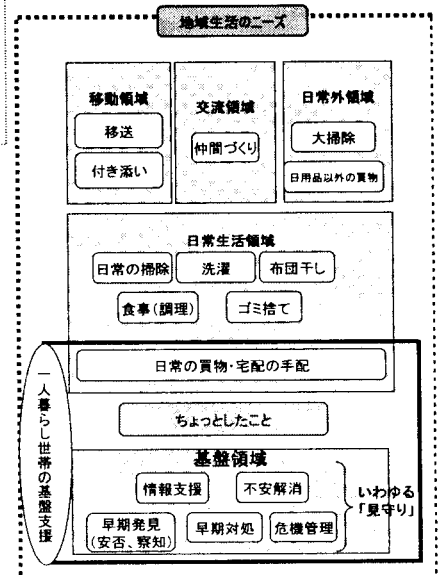 地域生活のニーズ
移動領域
移送
付き添い
交流領域
仲間づくり
日常外領域
大掃除
日用品以外の買物
日常生活領域
日常の掃除
洗濯
布団干し
食事(調理)
ゴミ捨て
日常の買物・宅配の手配
ちょっとしたこと
一人暮らし世帯の基盤支援
基盤領域
情報支援
不安解消
早期発見
(安否、察知)
早期対処
危機管理
いわゆる
「見守り」